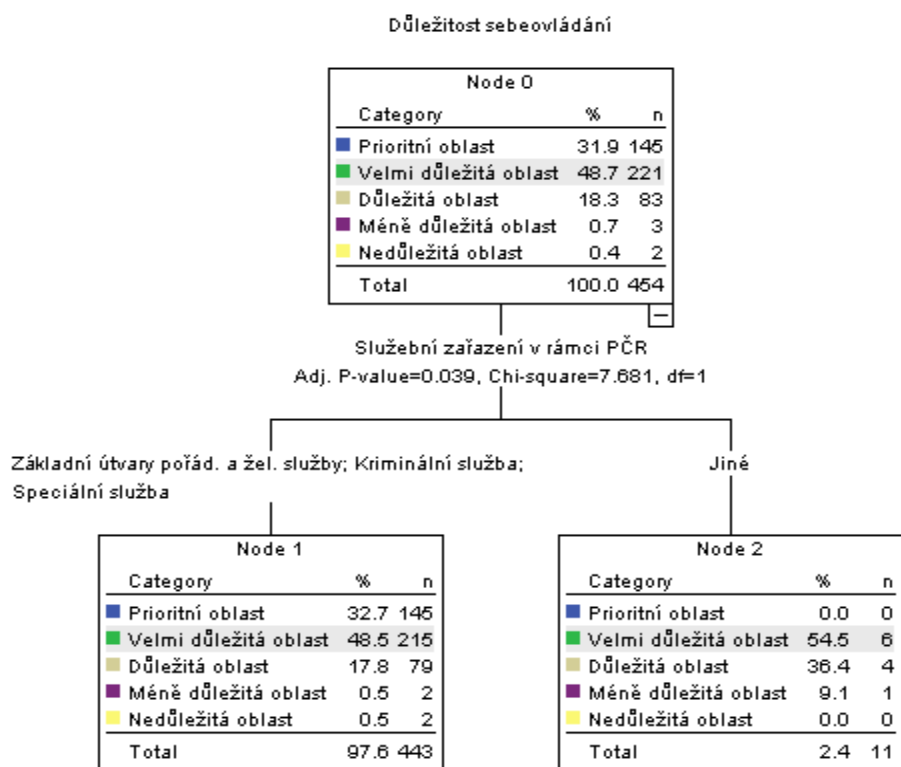 Důležitost sebeovládání
Node 0
Category % n
Prioritní oblast 31.9 145
Velmi důležitá oblast 48.7 221
Důležitá oblast 18.3 83
Méně důležitá oblast 0.7 3
Nedůležitá oblast 0.4 2
Total 100.0 454
Služební zařazení v rámci PČR
Adj. P-value=0.039, Chi-square=7.681, df=1
Základní útvary pořád. a žel. služby; Kriminální služba;
Speciální služba
Jiné
Node 1
Category % n
Prioritní oblast 32.7 145
Velmi důležitá oblast 48.5 215
Důležitá oblast 17.8 79
Méně důležitá oblast 0.5 2
Nedůležitá oblast 0.5 2
Total 97.6 443
Node 2
Category % n
Prioritní oblast 0.0 0
Velmi důležitá oblast 54.5 6
Důležitá oblast 36.4 4
Méně důležitá oblast 9.1 1
Nedůležitá oblast 0.0 0
Total 2.4 11